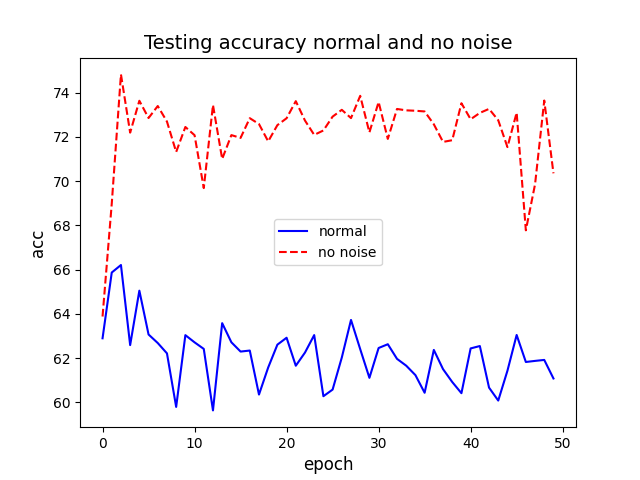 Testing accuracy normal and no noise
acc
74
72
70
68
66
64
62
60
normal
no noise
0 10 20 30 40 50
epoch